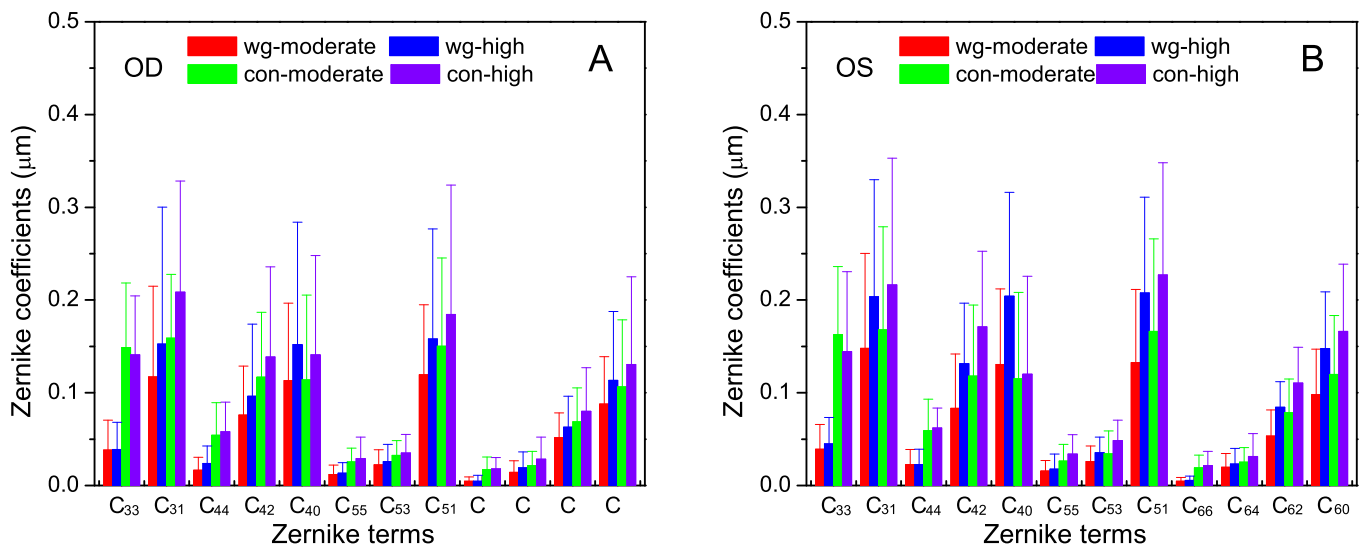 0.5
0.4
0.3
0.2
0.1
0.0
Zernike coefficients (μm)
OD
wg-moderate
wg-high
con-moderate
con-high
A
C33 C31 C44 C42 C40 C55 C53 C51 C C C C
Zernike terms
0.5
0.4
0.3
0.2
0.1
0.0
Zernike coefficients (μm)
OS
wg-moderate
wg-high
con-moderate
con-high
B
C33 C31 C44 C42 C40 C55 C53 C51 C66 C64 C62 C60
Zernike terms